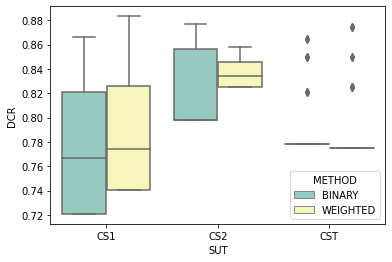 0.88
0.86
0.84
0.82
0.80
0.78
0.76
0.74
0.72
DCR
CS1 CS2 CST
SUT
METHOD
BINARY
WEIGHTED